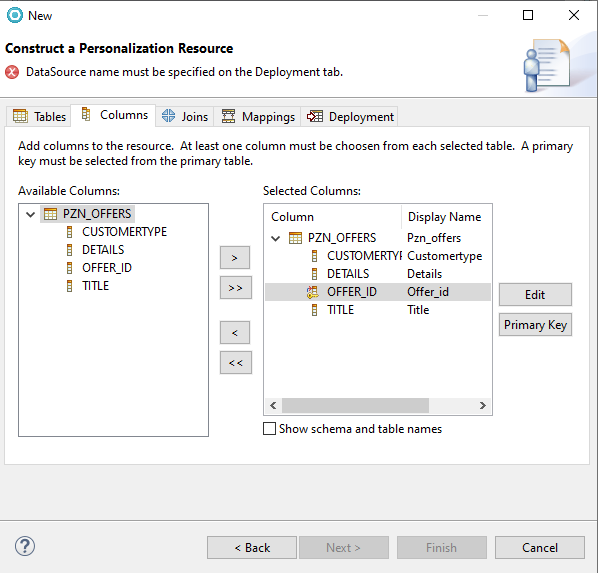 New
Construct a Personalization Resource
DataSource name must be specified on the Deployment tab.
Tables Columns Joins Mappings Deployment
Add columns to the resource. At least one column must be choosen from each selected table. A primary
key must be selected from the primary table.
Available Columns:
PZN_OFFERS
CUSTOMERTYPE
DETAILS
OFFER_ID
TITLE
>
>>
<
<<
Selected Columns:
Column Display Name
PZN_OFFERS Pzn_offers
CUSTOMERTYF Customertype
DETAILS Details
OFFER_ID Offer_id
TITLE Title
Edit
Primary Key
Show schema and table names
?
< Back Next > Finish Cancel